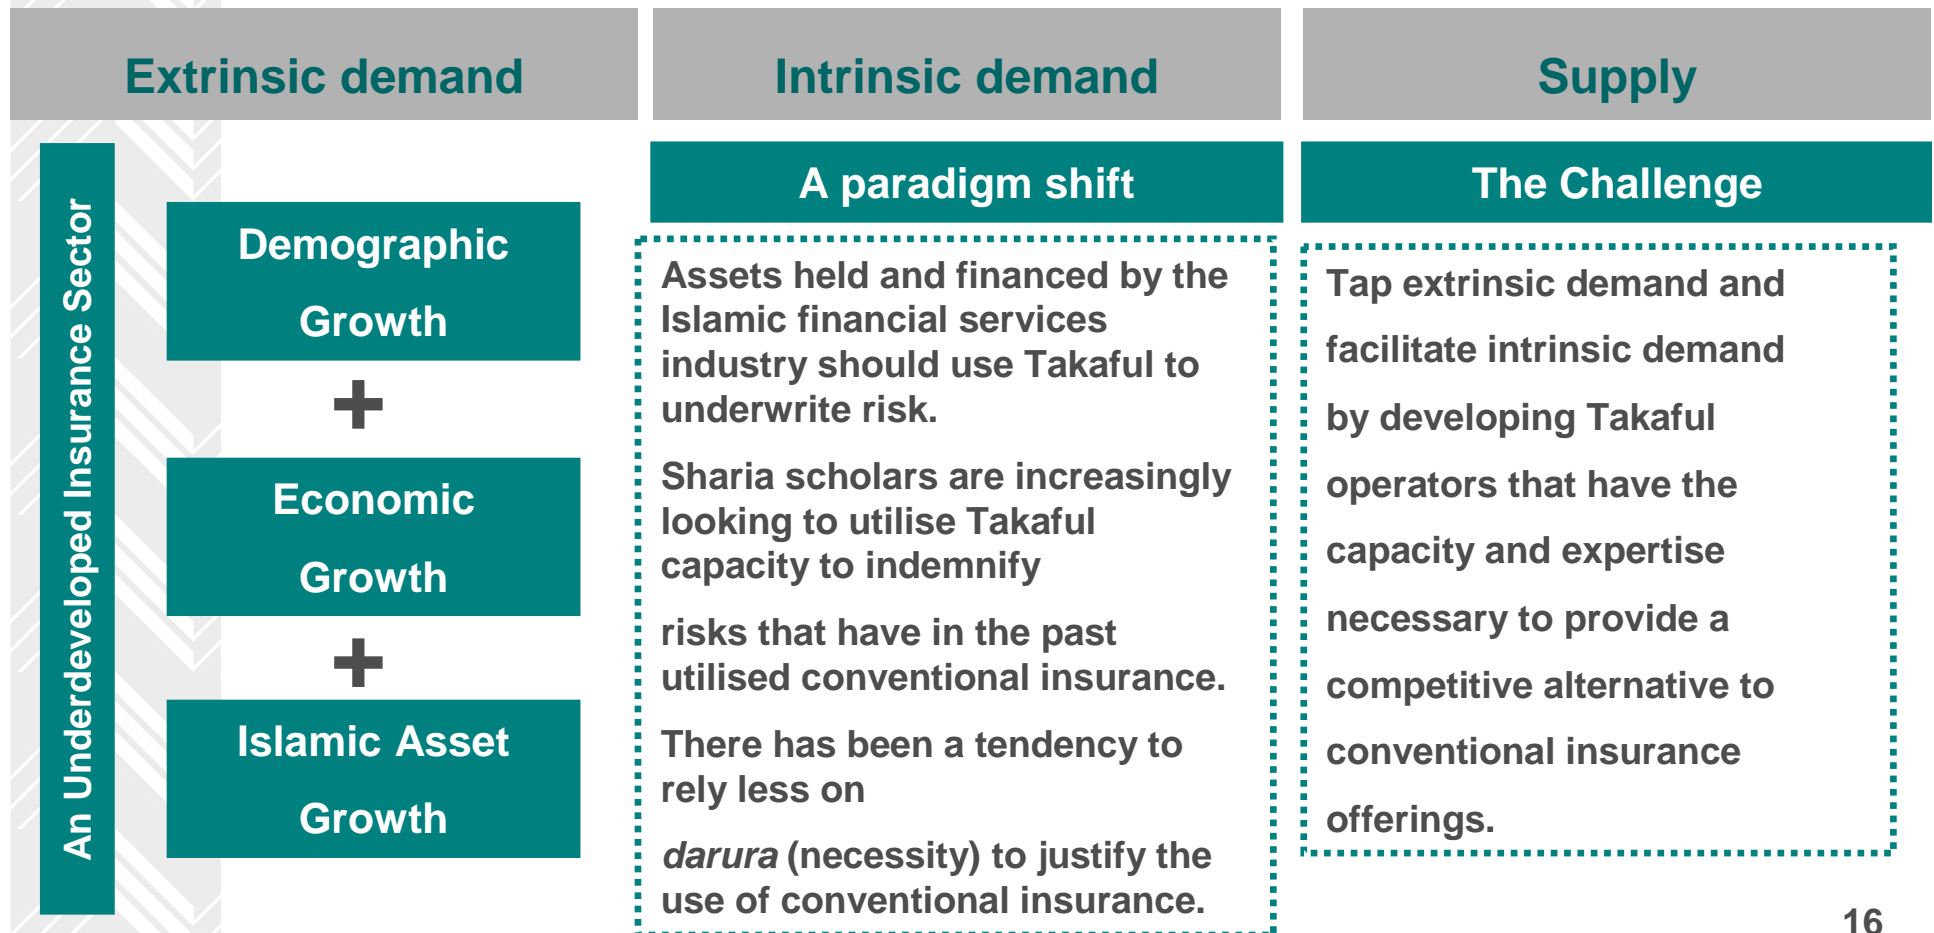 Extrinsic demand
Intrinsic demand
Supply
An Underdeveloped Insurance Sector
Demographic
Growth
+
Economic
Growth
+
Islamic Asset
Growth
A paradigm shift
Assets held and financed by the
Islamic financial services
industry should use Takaful to
underwrite risk.
Sharia scholars are increasingly
looking to utilise Takaful
capacity to indemnify
risks that have in the past
utilised conventional insurance.
There has been a tendency to
rely less on
darura (necessity) to justify the
use of conventional insurance.
The Challenge
Tap extrinsic demand and
facilitate intrinsic demand
by developing Takaful
operators that have the
capacity and expertise
necessary to provide a
competitive alternative to
conventional insurance
offerings.
16